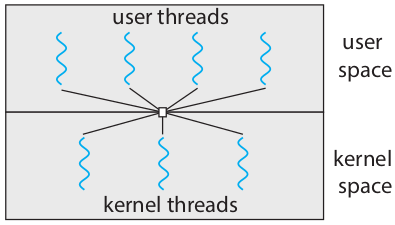 user threads
user
space
kernel
space
kernel threads